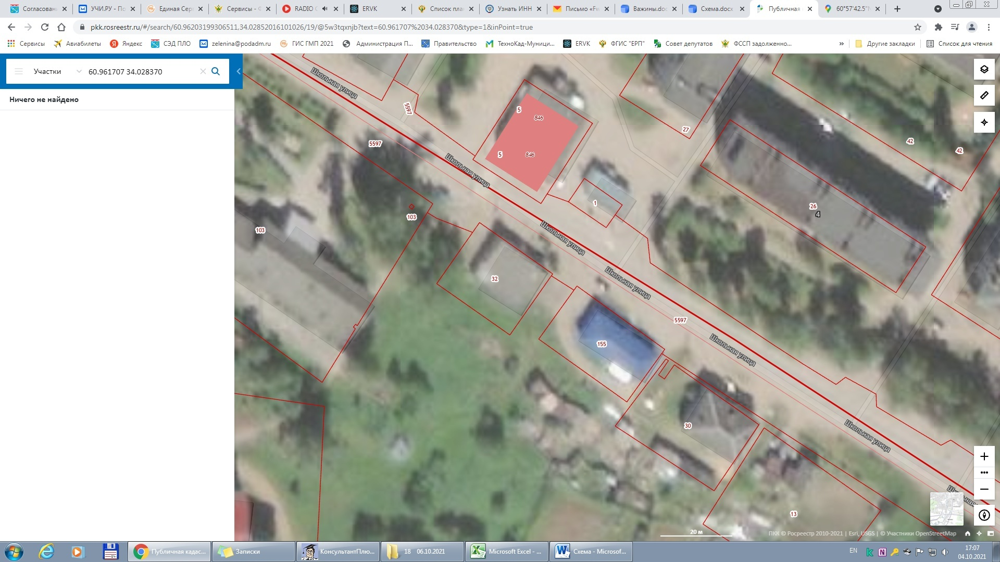 Согласовани
УЧИ.РУ - По
Единая Сер
Сервисы - Ф
RADIO
ERVK
Список пла
Узнать ИНН
Письмо «Fw
Важины.doc
Схема.docx
Публичная
60°57'42.5"N
pkk.rosreestr.ru/#/search/60.96203199306511,34.02852016101026/19/@5w3tqxnjb?text=60.961707%2034.028370&type=1&inPoint=true
Сервисы
Авиабилеты
Яндекс
СЭД ПЛО
zelenina@podadm.ru
ГИС ГМП 2021
Администрация П...
Правительство
ТехноКад-Муници...
ERVK
ФГИС "ЕРП"
Совет депутатов
ФССП задолженно...
»
Другие закладки
Список для чтения
Участки
60.961707 34.028370
Ничего не найдено
Школьная улица
5597
5
846
27
42
42
5597
5
846
Школьная улица
1
26
4
103
103
Школьная улица
32
Школьная улица
5597
155
Школьная улица
30
Школьная улица
13
20 м
ПКК © Росреестр 2010-2021 | Esri, USGS | © Участники OpenStreetMap
Публичная кадас...
Записки
КонсультантПлю...
18 06.10.2021
Microsoft Excel - ...
Схема - Microsof...
EN
17:07
04.10.2021